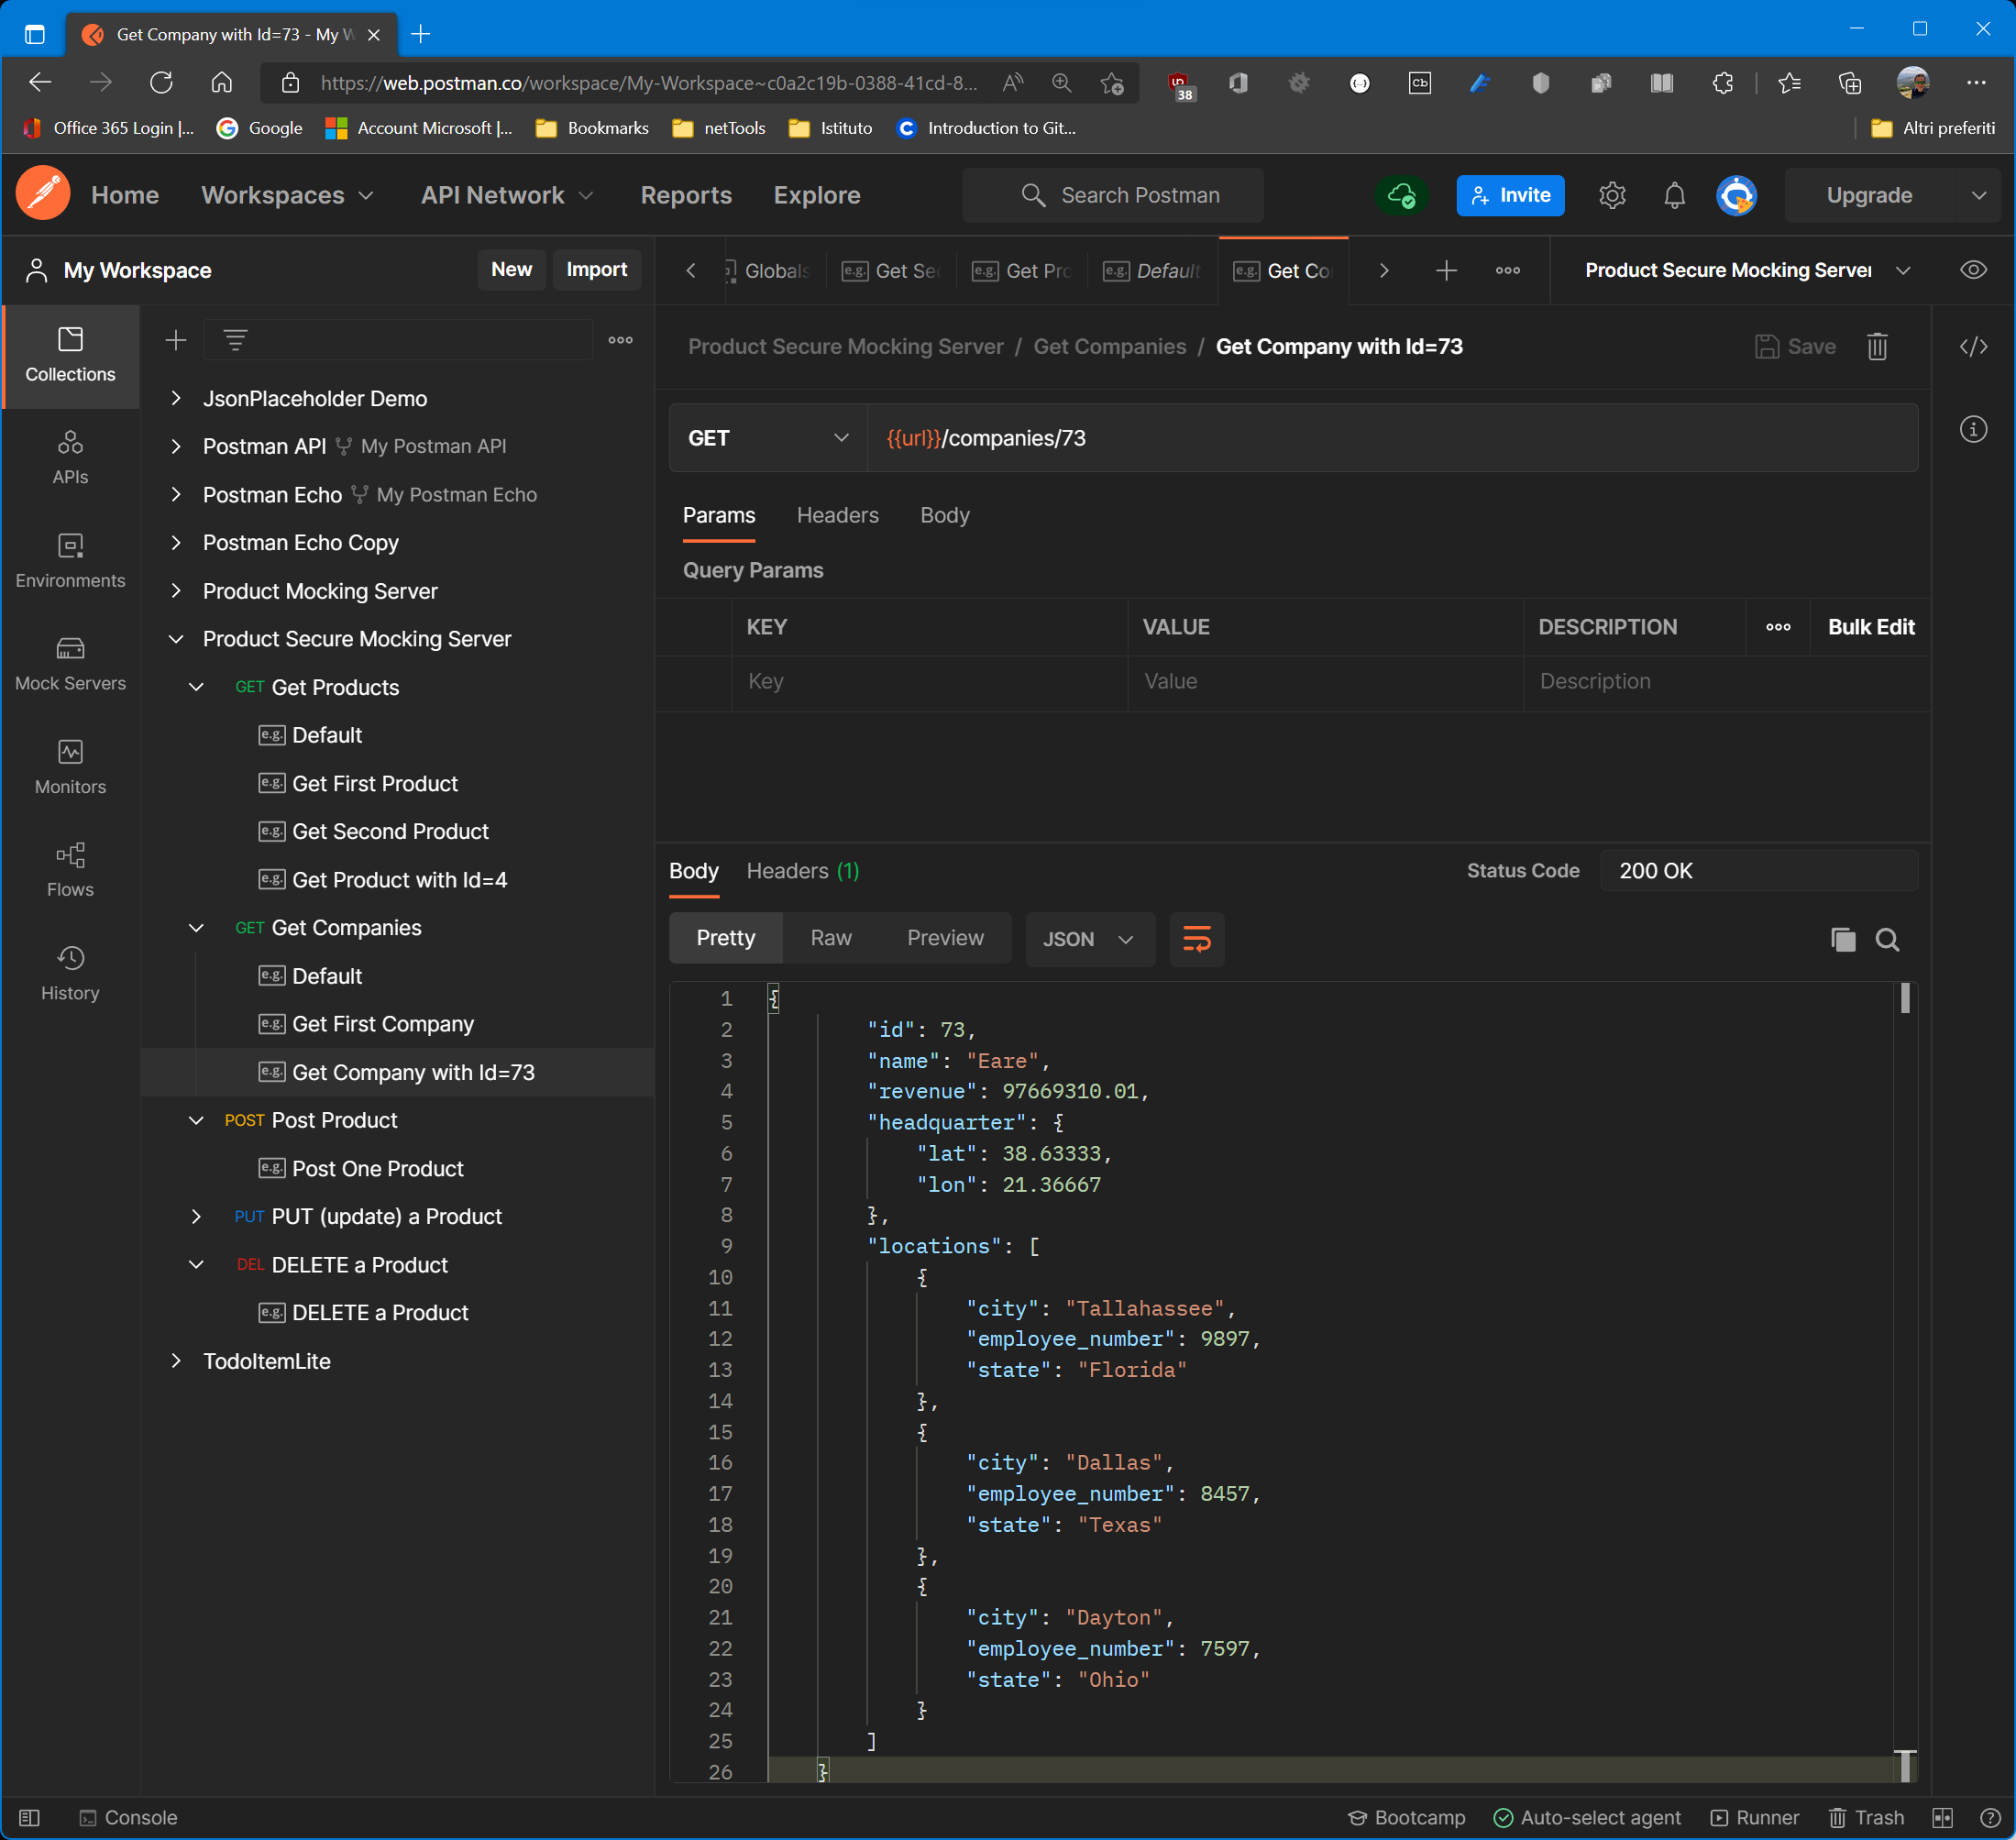 Get Company with Id=73 - My W
https://web.postman.co/workspace/My-Workspace~c0a2c19b-0388-41cd-8...
38
Office 365 Login |...
Google
Account Microsoft |...
Bookmarks
netTools
Istituto
Introduction to Git...
Altri preferiti
Home
Workspaces
API Network
Reports
Explore
Search Postman
Invite
Upgrade
My Workspace
New
Import
Globals
e.g. Get Sec
e.g. Get Pro
e.g. Default
e.g. Get Co
Product Secure Mocking Server
Collections
APIs
Environments
Mock Servers
Monitors
Flows
History
JsonPlaceholder Demo
Postman API My Postman API
Postman Echo My Postman Echo
Postman Echo Copy
Product Mocking Server
Product Secure Mocking Server
GET Get Products
e.g. Default
e.g. Get First Product
e.g. Get Second Product
e.g. Get Product with Id=4
GET Get Companies
e.g. Default
e.g. Get First Company
e.g. Get Company with Id=73
POST Post Product
e.g. Post One Product
PUT PUT (update) a Product
DEL DELETE a Product
e.g. DELETE a Product
TodoItemLite
Product Secure Mocking Server / Get Companies / Get Company with Id=73
Save
GET
{{url}}/companies/73
Params Headers Body
Query Params
KEY VALUE DESCRIPTION Bulk Edit
Key Value Description
Body Headers (1)
Status Code 200 OK
Pretty Raw Preview JSON
1 {
2 "id": 73,
3 "name": "Eare",
4 "revenue": 97669310.01,
5 "headquarter": {
6 "lat": 38.63333,
7 "lon": 21.36667
8 },
9 "locations": [
10 {
11 "city": "Tallahassee",
12 "employee_number": 9897,
13 "state": "Florida"
14 },
15 {
16 "city": "Dallas",
17 "employee_number": 8457,
18 "state": "Texas"
19 },
20 {
21 "city": "Dayton",
22 "employee_number": 7597,
23 "state": "Ohio"
24 }
25 ]
26 }
Console
Bootcamp
Auto-select agent
Runner
Trash